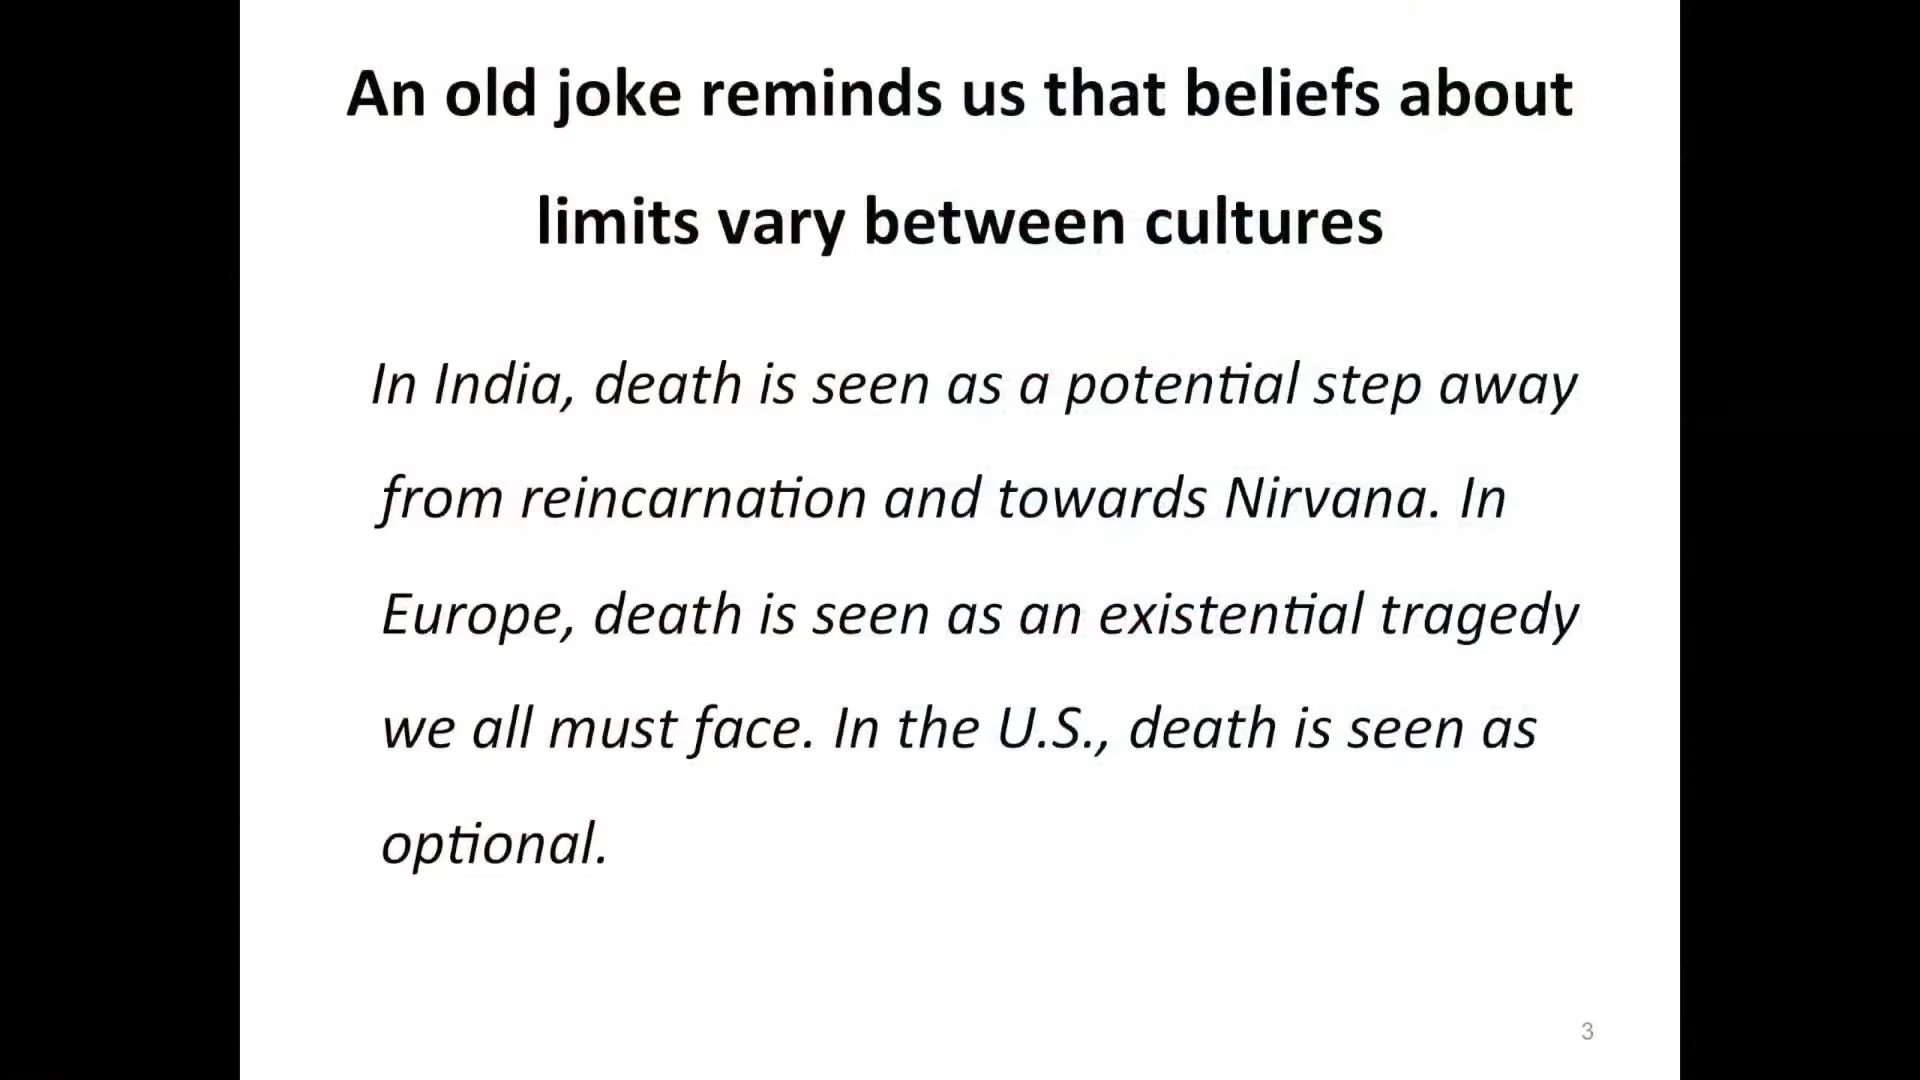 An old joke reminds us that beliefs about
limits vary between cultures
In India, death is seen as a potential step away
from reincarnation and towards Nirvana. In
Europe, death is seen as an existential tragedy
we all must face. In the U.S., death is seen as
optional.
3